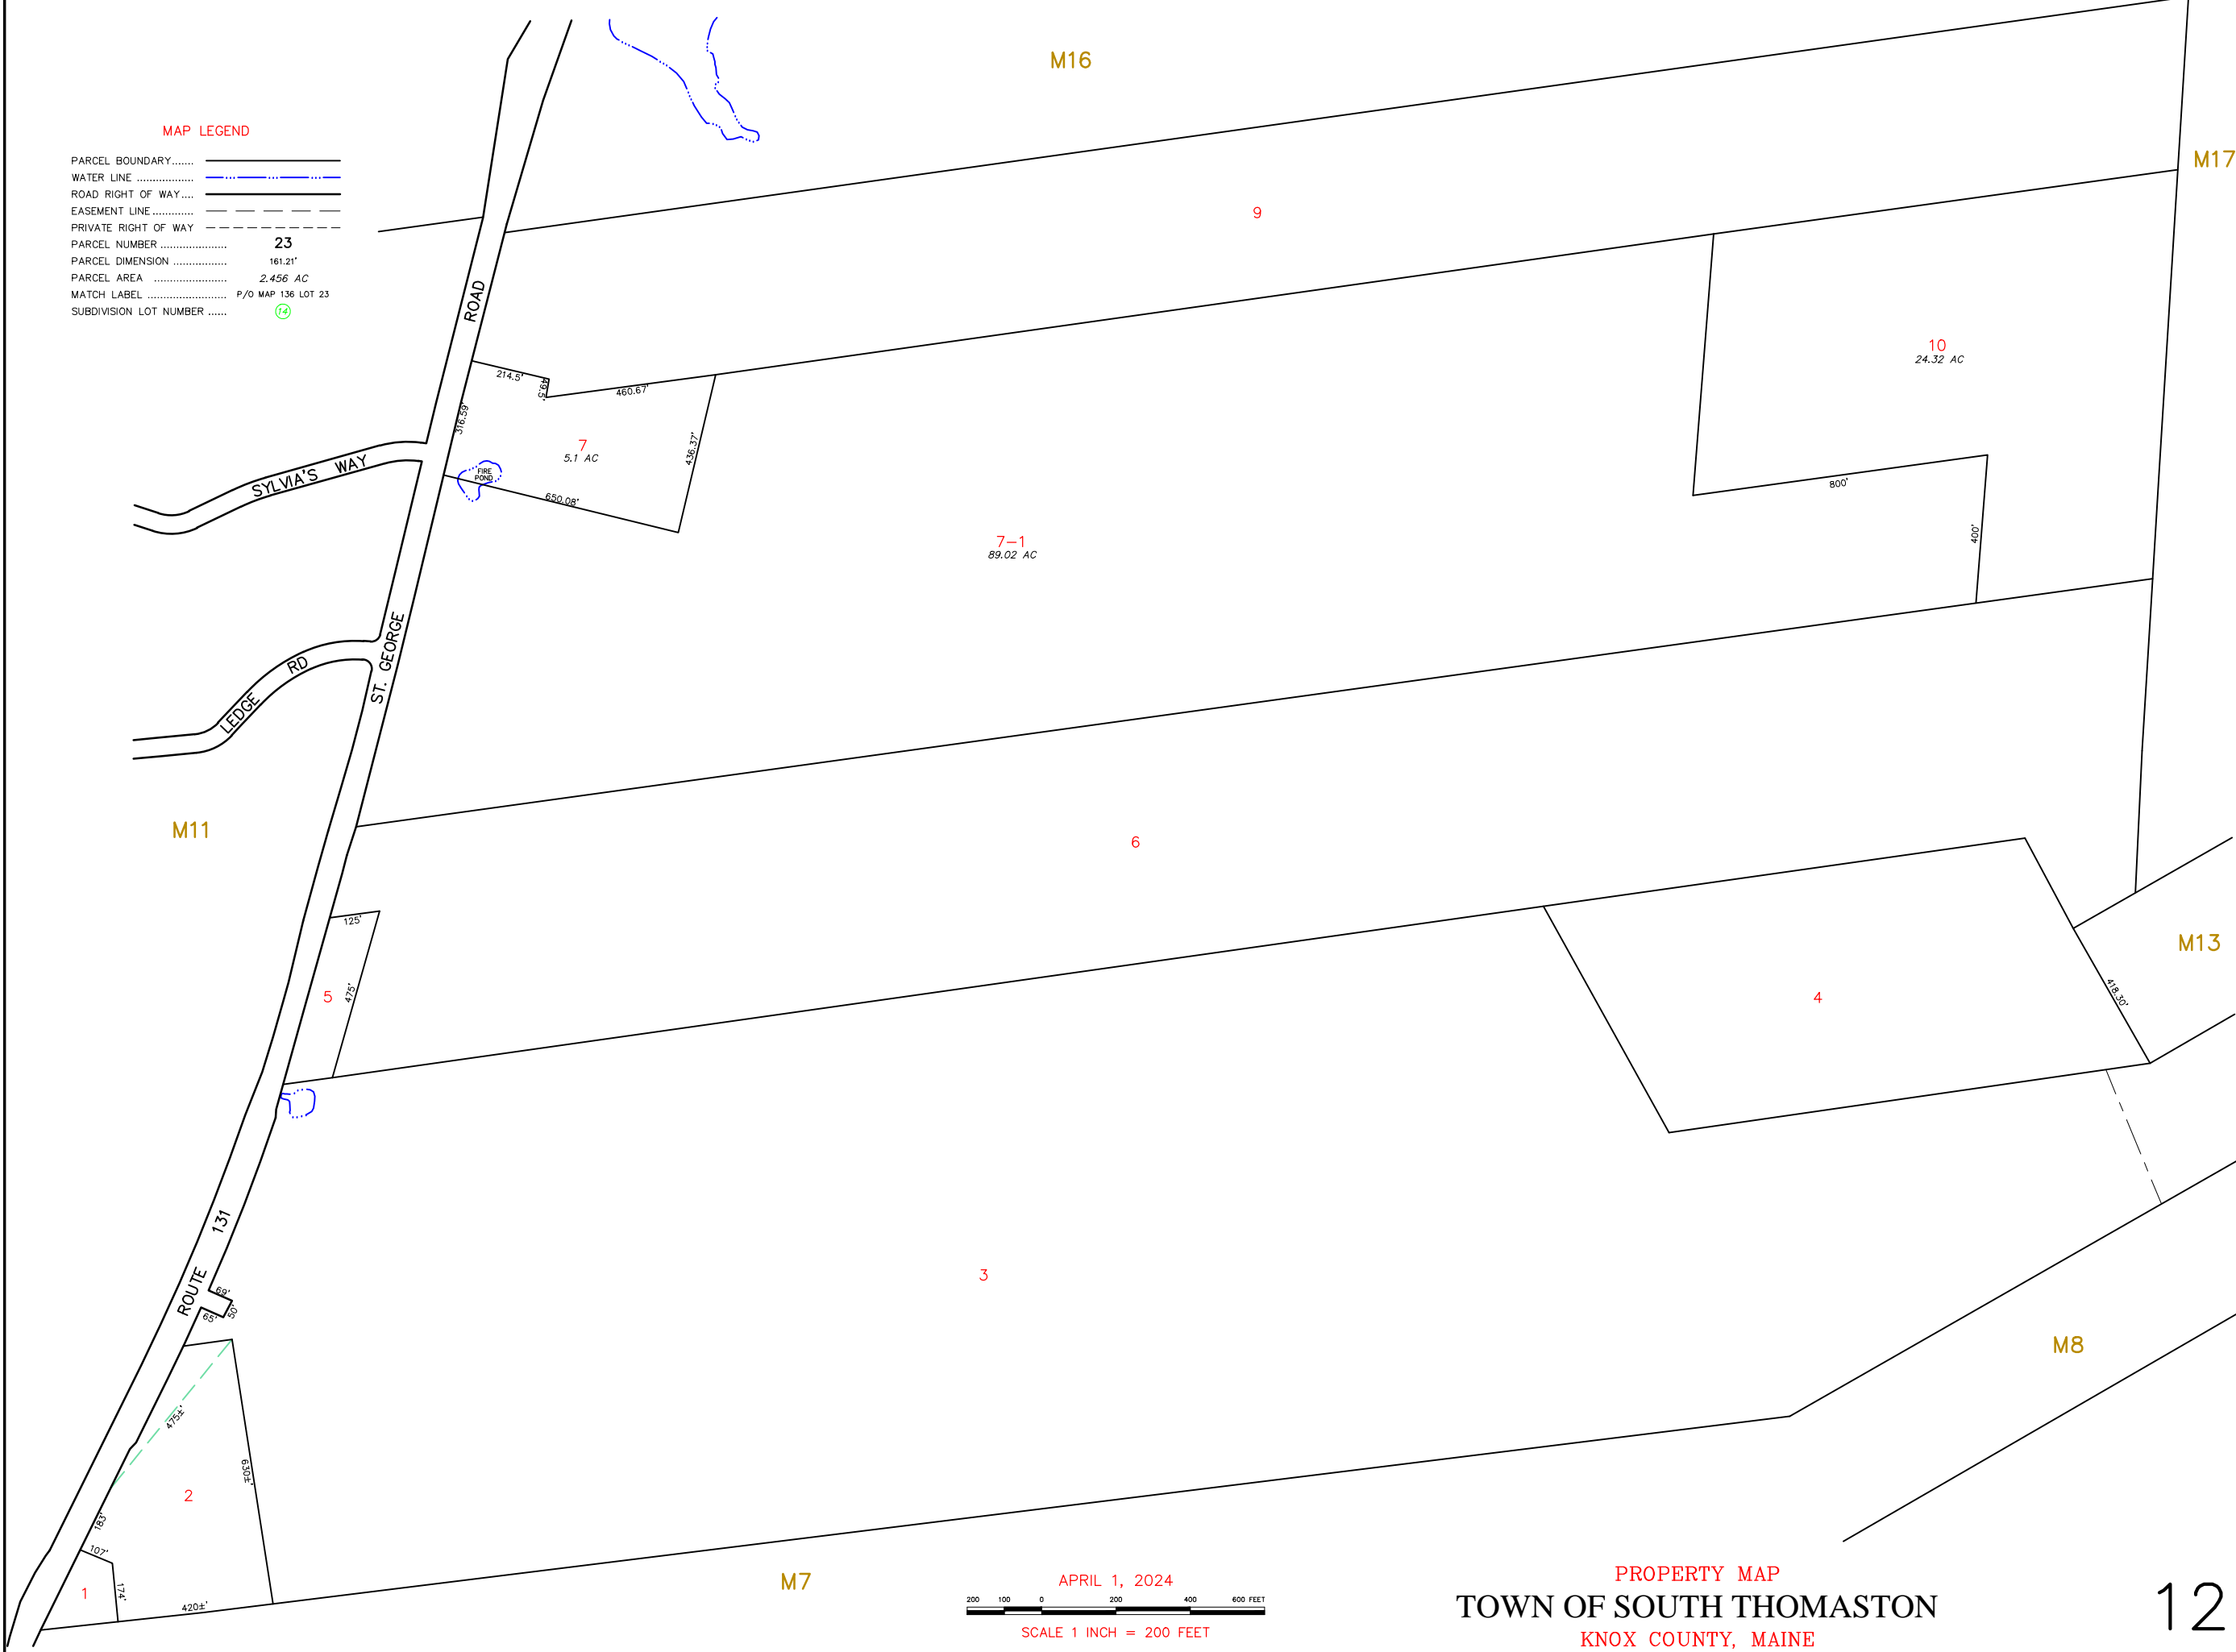 M16
MAP LEGEND
PARCEL BOUNDARY.......
WATER LINE ..................
ROAD RIGHT OF WAY....
EASEMENT LINE.............
PRIVATE RIGHT OF WAY
PARCEL NUMBER ..................... 23
PARCEL DIMENSION ................. 161.21'
PARCEL AREA ....................... 2.456 AC
MATCH LABEL ......................... P/O MAP 136 LOT 23
SUBDIVISION LOT NUMBER ...... 14
M17
9
ROAD
10
24.32 AC
214.5'
49.5'
460.67'
316.59'
7
5.1 AC
436.37'
SYLVIA'S WAY
FIRE
POND
650.08'
800'
400'
7-1
89.02 AC
ST. GEORGE
LEDGE RD
M11
6
125'
475'
5
M13
4
418.30'
ROUTE 131
3
69'
50'
65'
M8
475±'
630±'
2
183'
107'
174'
1
420±'
M7
APRIL 1, 2024
200 100 0 200 400 600 FEET
SCALE 1 INCH = 200 FEET
PROPERTY MAP
TOWN OF SOUTH THOMASTON
KNOX COUNTY, MAINE
12